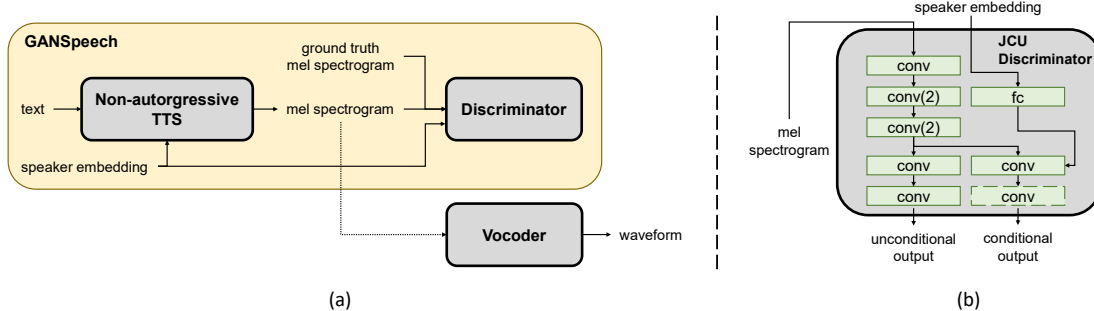 GANSpeech
ground truth
mel spectrogram
text
Non-autorgressive
TTS
mel spectrogram
Discriminator
speaker embedding
Vocoder
waveform
(a)
speaker embedding
JCU
Discriminator
conv
conv(2)
fc
conv(2)
mel
spectrogram
conv
conv
conv
conv
unconditional
output
conditional
output
(b)